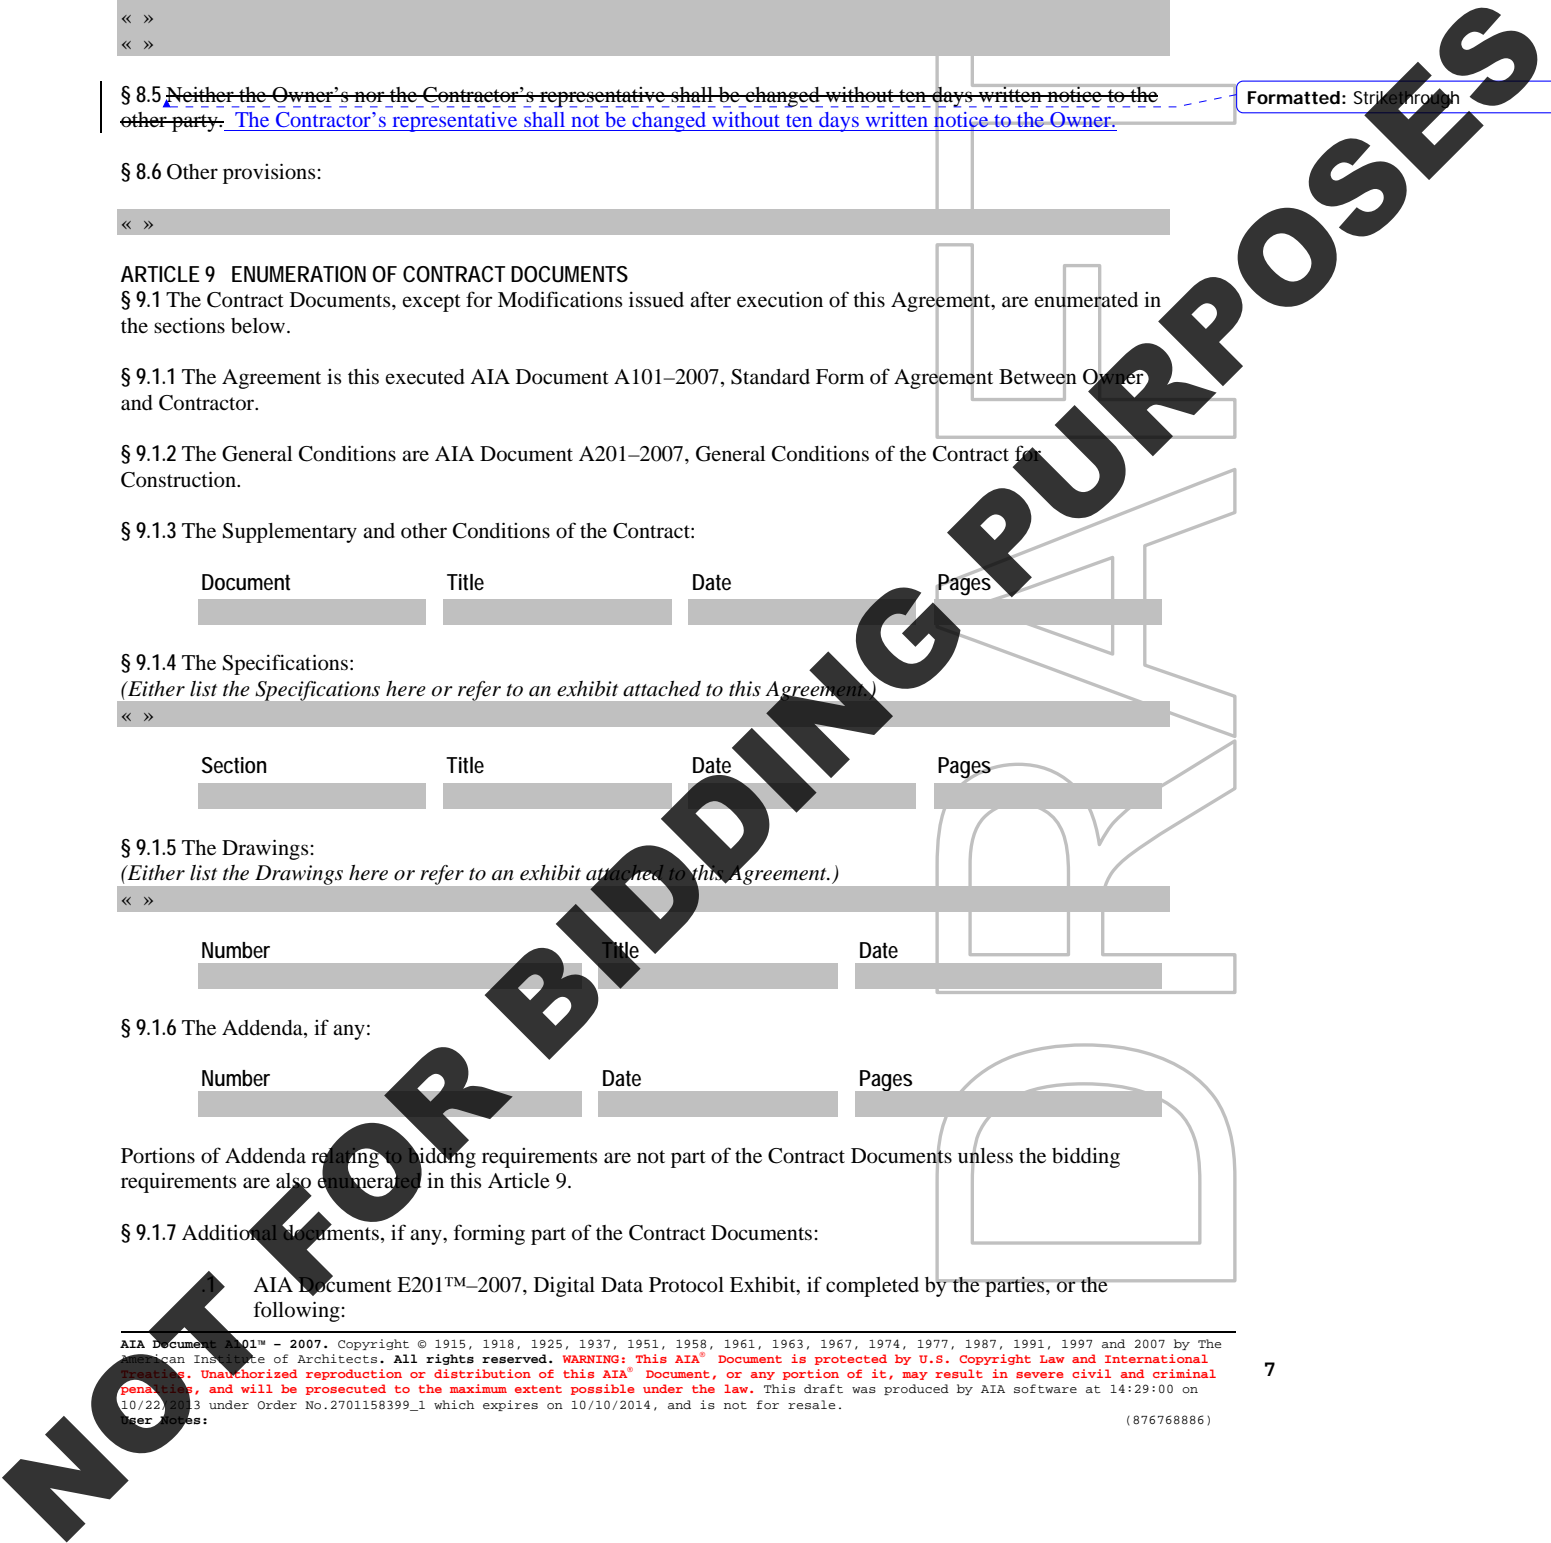 « »
« »
§ 8.5 Neither the Owner’s nor the Contractor’s representative shall be changed without ten days written notice to the
other party. The Contractor’s representative shall not be changed without ten days written notice to the Owner.
Formatted: Strikethrough
§ 8.6 Other provisions:
« »
ARTICLE 9 ENUMERATION OF CONTRACT DOCUMENTS
§ 9.1 The Contract Documents, except for Modifications issued after execution of this Agreement, are enumerated in
the sections below.
§ 9.1.1 The Agreement is this executed AIA Document A101–2007, Standard Form of Agreement Between Owner
and Contractor.
§ 9.1.2 The General Conditions are AIA Document A201–2007, General Conditions of the Contract for
Construction.
§ 9.1.3 The Supplementary and other Conditions of the Contract:
Document Title Date Pages
§ 9.1.4 The Specifications:
(Either list the Specifications here or refer to an exhibit attached to this Agreement.)
« »
Section Title Date Pages
§ 9.1.5 The Drawings:
(Either list the Drawings here or refer to an exhibit attached to this Agreement.)
« »
Number Title Date
§ 9.1.6 The Addenda, if any:
Number Date Pages
Portions of Addenda relating to bidding requirements are not part of the Contract Documents unless the bidding
requirements are also enumerated in this Article 9.
§ 9.1.7 Additional documents, if any, forming part of the Contract Documents:
.1 AIA Document E201™–2007, Digital Data Protocol Exhibit, if completed by the parties, or the
following:
AIA Document A101™ – 2007. Copyright © 1915, 1918, 1925, 1937, 1951, 1958, 1961, 1963, 1967, 1974, 1977, 1987, 1991, 1997 and 2007 by The
American Institute of Architects. All rights reserved. WARNING: This AIA® Document is protected by U.S. Copyright Law and International
Treaties. Unauthorized reproduction or distribution of this AIA® Document, or any portion of it, may result in severe civil and criminal
penalties, and will be prosecuted to the maximum extent possible under the law. This draft was produced by AIA software at 14:29:00 on
10/22/2013 under Order No.2701158399_1 which expires on 10/10/2014, and is not for resale.
User Notes: (876768886)
7
DRAFT
NOT FOR BIDDING PURPOSES